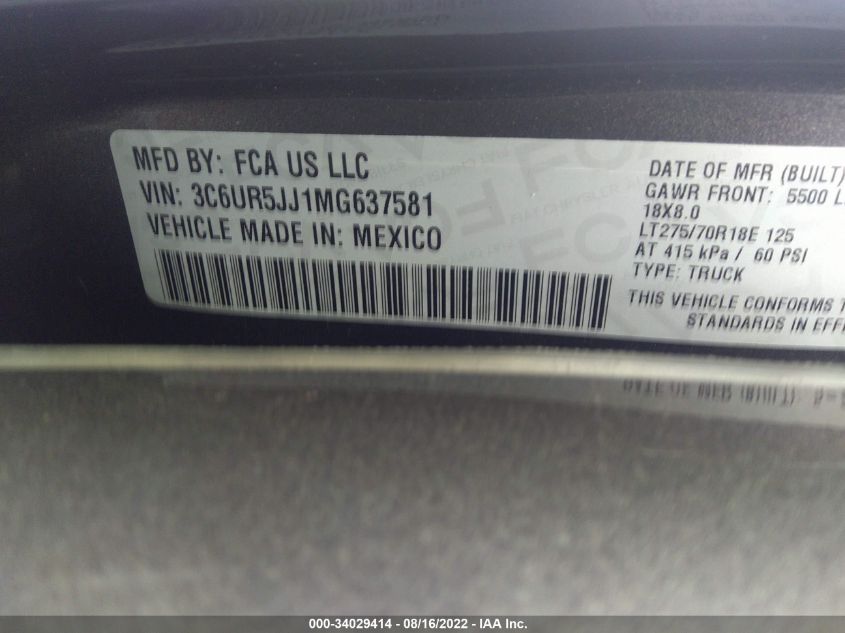 MFD BY: FCA US LLC
VIN: 3C6UR5JJ1MG637581
VEHICLE MADE IN: MEXICO
DATE OF MFR (BUILT)
GAWR FRONT: 5500
18X8.0
LT275/70R18E 125
AT 415 kPa / 60 PSI
TYPE: TRUCK
THIS VEHICLE CONFORMS
STANDARDS IN
000-34029414 - 08/16/2022 - IAA Inc.